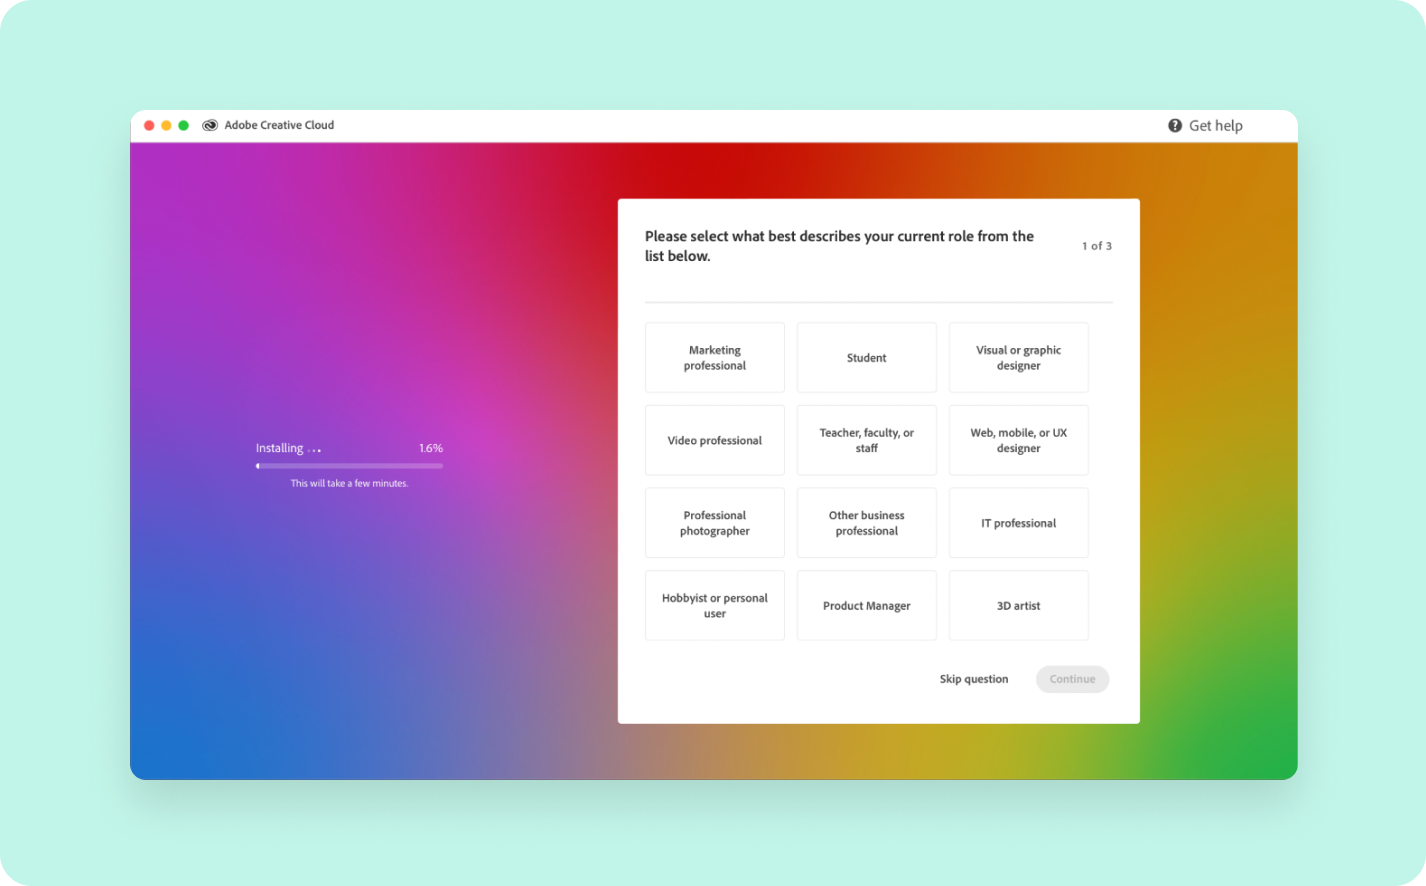 Adobe Creative Cloud
Get help
Installing ...
1.6%
This will take a few minutes.
Please select what best describes your current role from the
list below.
1 of 3
Marketing
professional
Student
Visual or graphic
designer
Video professional
Teacher, faculty, or
staff
Web, mobile, or UX
designer
Professional
photographer
Other business
professional
IT professional
Hobbyist or personal
user
Product Manager
3D artist
Skip question
Continue